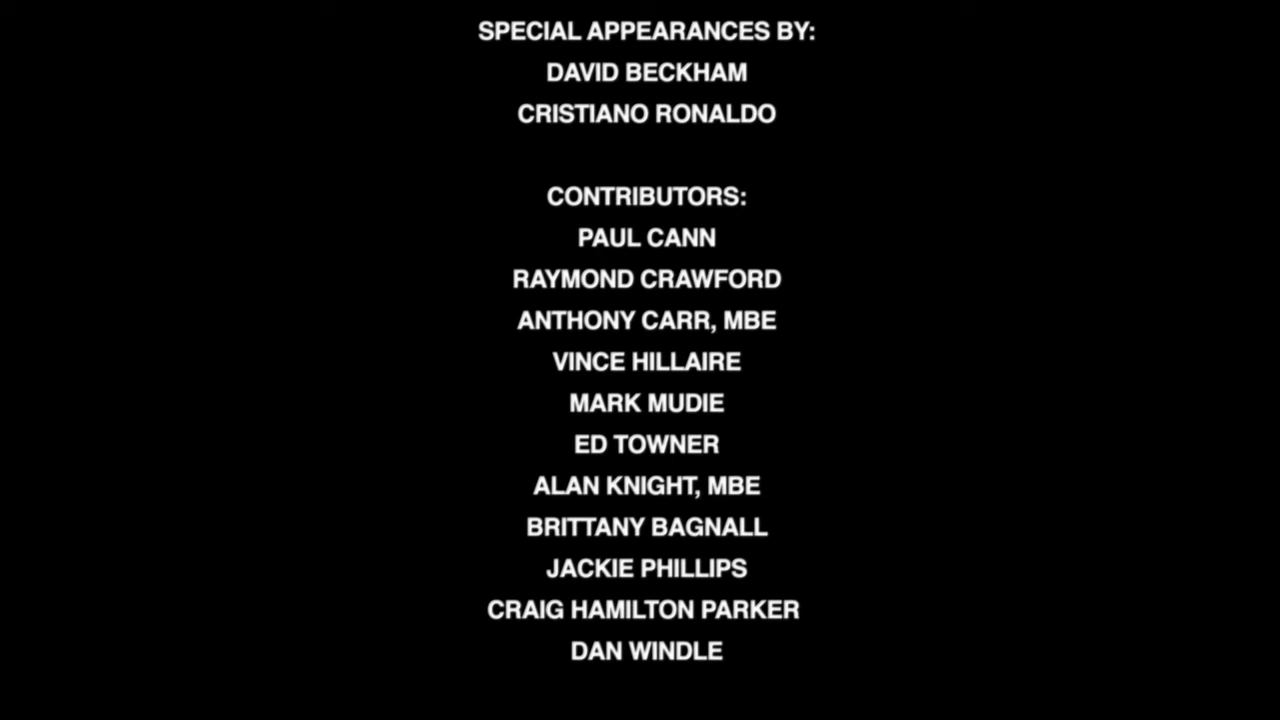 SPECIAL APPEARANCES BY:
DAVID BECKHAM
CRISTIANO RONALDO
CONTRIBUTORS:
PAUL CANN
RAYMOND CRAWFORD
ANTHONY CARR, MBE
VINCE HILLAIRE
MARK MUDIE
ED TOWNER
ALAN KNIGHT, MBE
BRITTANY BAGNALL
JACKIE PHILLIPS
CRAIG HAMILTON PARKER
DAN WINDLE